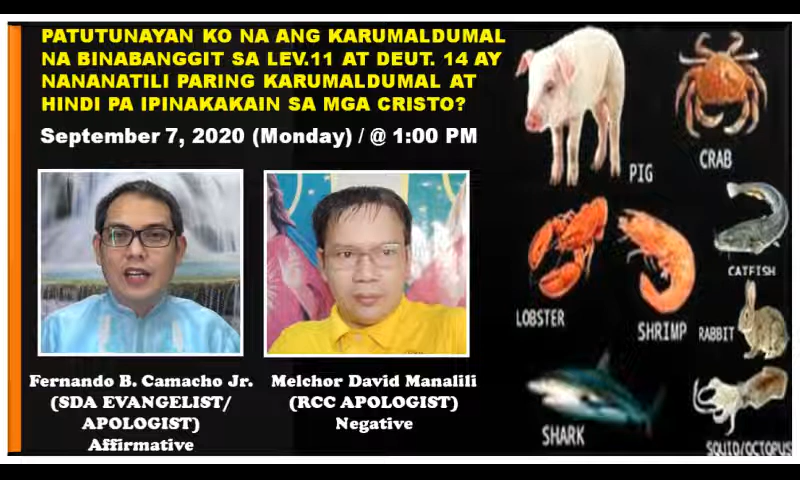 PATUTUNAYAN KO NA ANG KARUMALDUMAL
NA BINABANGGIT SA LEV.11 AT DEUT. 14 AY
NANANATILI PARING KARUMALDUMAL AT
HINDI PA IPINAKAKAIN SA MGA CRISTO?
September 7, 2020 (Monday) / @ 1:00 PM
Fernando B. Camacho Jr.
(SDA EVANGELIST/
APOLOGIST)
Affirmative
Melchor David Manalili
(RCC APOLOGIST)
Negative
PIG
CRAB
CATFISH
LOBSTER
SHRIMP
RABBIT
SHARK
SQUID/OCTOPUS